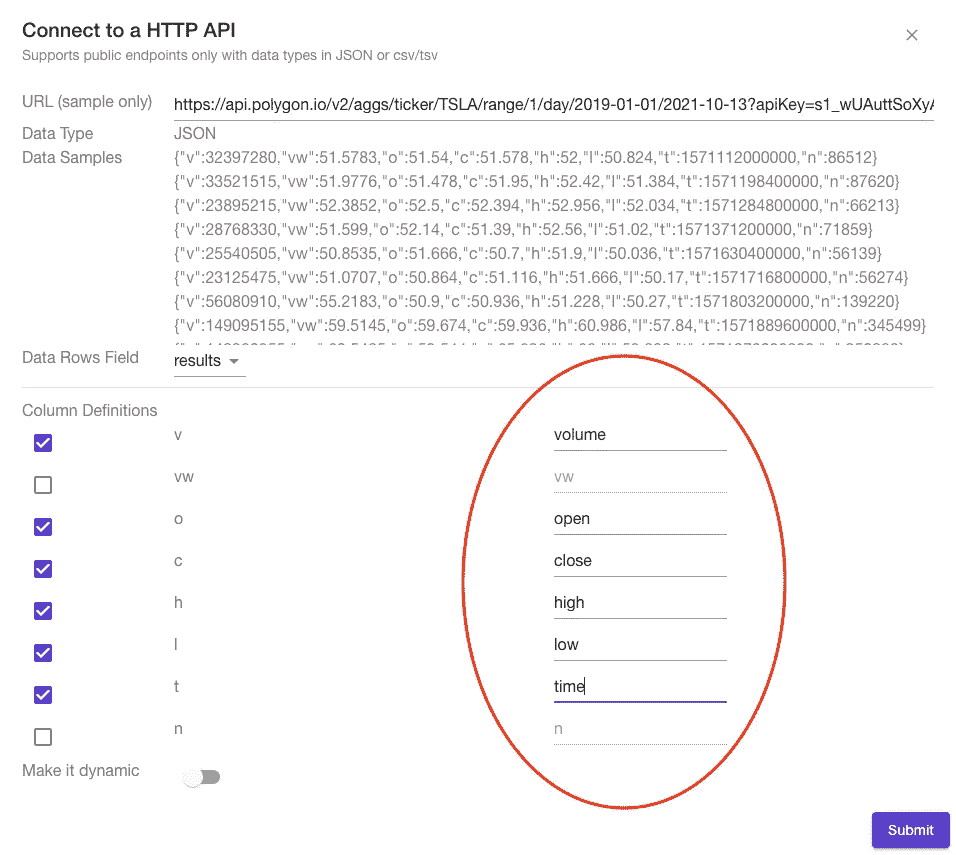 Connect to a HTTP API
Supports public endpoints only with data types in JSON or csv/tsv
URL (sample only) https://api.polygon.io/v2/aggs/ticker/TSLA/range/1/day/2019-01-01/2021-10-13?apiKey=s1_wUAuttSoXyA
Data Type JSON
Data Samples {"v":32397280,"vw":51.5783,"o":51.54,"c":51.578,"h":52,"l":50.824,"t":1571112000000,"n":86512}
{"v":33521515,"vw":51.9776,"o":51.478,"c":51.95,"h":52.42,"l":51.384,"t":1571198400000,"n":87620}
{"v":23895215,"vw":52.3852,"o":52.5,"c":52.394,"h":52.956,"l":52.034,"t":1571284800000,"n":66213}
{"v":28768330,"vw":51.599,"o":52.14,"c":51.39,"h":52.56,"l":51.02,"t":1571371200000,"n":71859}
{"v":25540505,"vw":50.8535,"o":51.666,"c":50.7,"h":51.9,"l":50.036,"t":1571630400000,"n":56139}
{"v":23125475,"vw":51.0707,"o":50.864,"c":51.116,"h":51.666,"l":50.17,"t":1571716800000,"n":56274}
{"v":56080910,"vw":55.2183,"o":50.9,"c":50.936,"h":51.228,"l":50.27,"t":1571803200000,"n":139220}
{"v":149095155,"vw":59.5145,"o":59.674,"c":59.936,"h":60.986,"l":57.84,"t":1571889600000,"n":345499}
Data Rows Field results
Column Definitions
v volume
vw vw
o open
c close
h high
l low
t time
n n
Make it dynamic
Submit